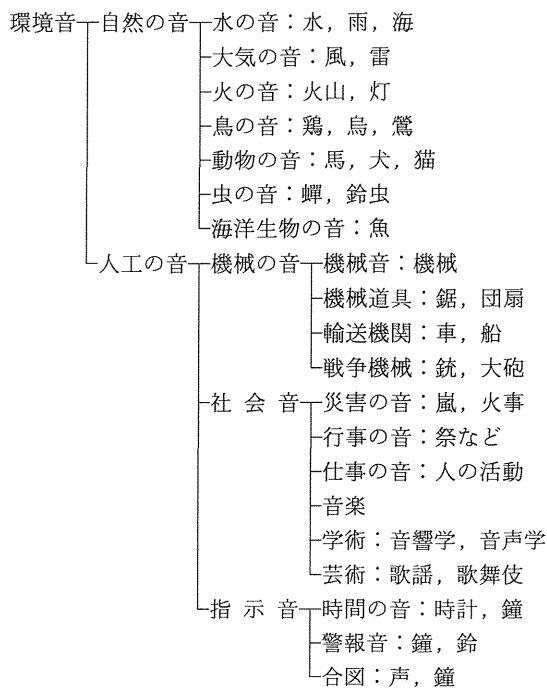 環境音 自然の音 水の音：水，雨，海
大気の音：風，雷
火の音：火山，灯
鳥の音：鶏，烏，鶯
動物の音：馬，犬，猫
虫の音：蟬，鈴虫
海洋生物の音：魚
人工の音 機械の音 機械音：機械
機械道具：鋸，団扇
輸送機関：車，船
戦争機械：銃，大砲
社会音 災害の音：嵐，火事
行事の音：祭など
仕事の音：人の活動
音楽
学術：音響学，音声学
芸術：歌謡，歌舞伎
指示音 時間の音：時計，鐘
警報音：鐘，鈴
合図：声，鐘